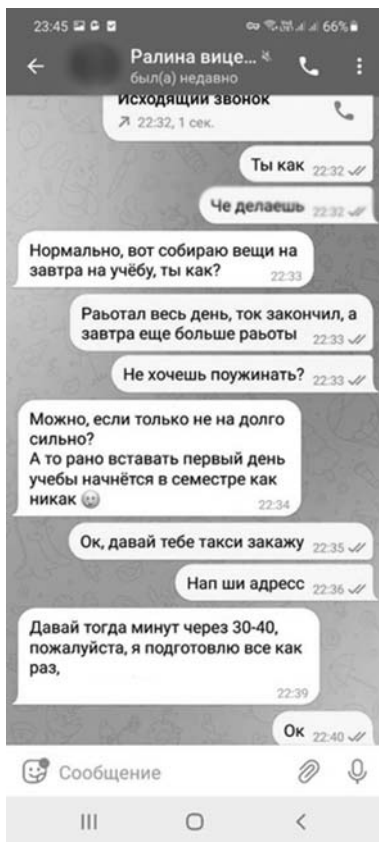 23:45
66%
Ралина вице...
был(а) недавно
Исходящий звонок
22:32, 1 сек.
Ты как 22:32
Че делаешь 22:32
Нормально, вот собираю вещи на
завтра на учёбу, ты как?
22:33
Раьотал весь день, ток закончил, а
завтра еще больше раьоты 22:33
Не хочешь поужинать? 22:33
Можно, если только не на долго
сильно?
А то рано вставать первый день
учебы начнётся в семестре как
никак
22:34
Ок, давай тебе такси закажу 22:35
Нап ши адресс 22:36
Давай тогда минут через 30-40,
пожалуйста, я подготовлю все как
раз,
22:39
Ок 22:40
Сообщение